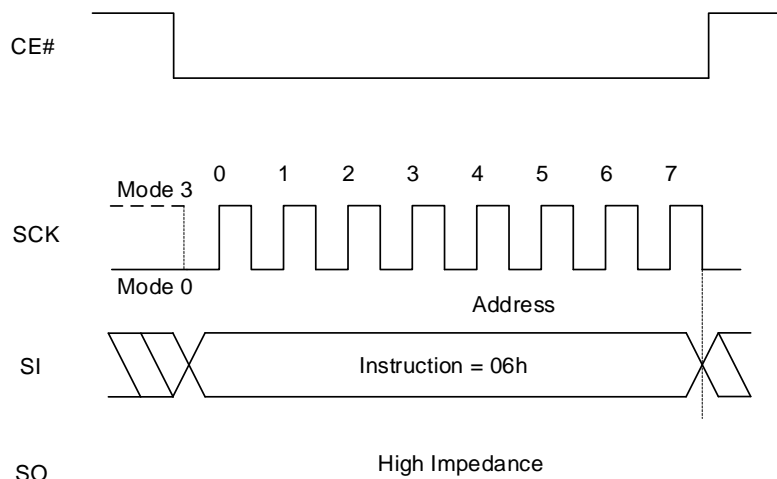 CE#
0 1 2 3 4 5 6 7
Mode 3
SCK
Mode 0
Address
SI
Instruction = 06h
High Impedance
SO